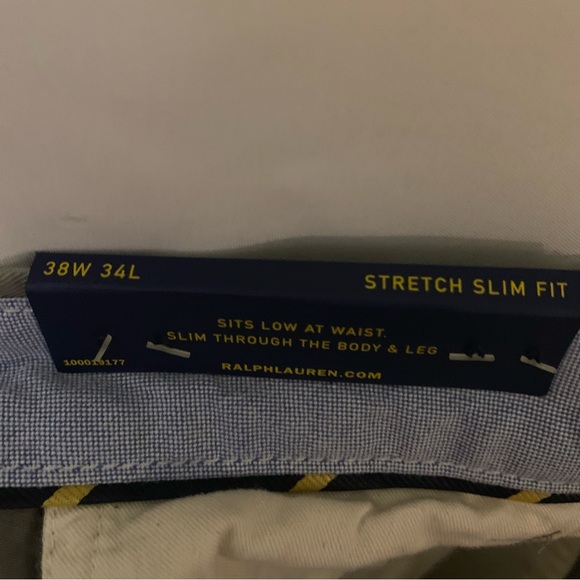 38W 34L
STRETCH SLIM FIT
SITS LOW AT WAIST.
SLIM THROUGH THE BODY & LEG
100019177
RALPHLAUREN.COM